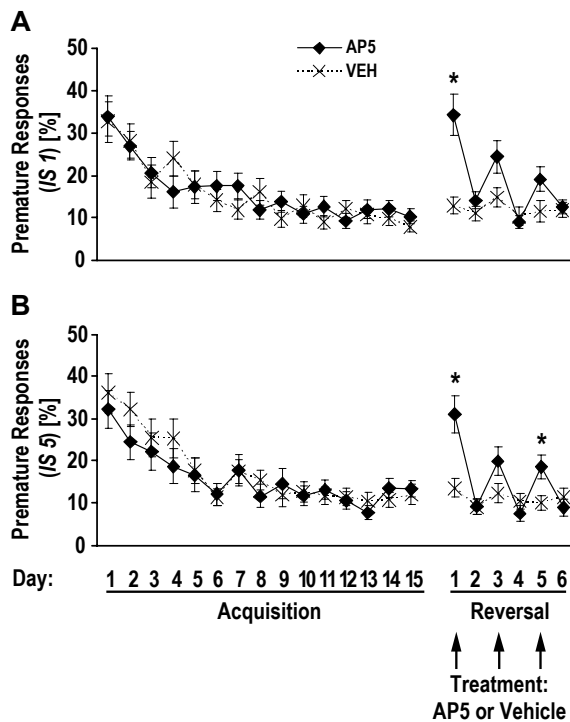 A
Premature Responses
(IS 1) [%]
50
40
30
20
10
0
AP5
VEH
*
B
Premature Responses
(IS 5) [%]
50
40
30
20
10
0
*
*
Day:
1 2 3 4 5 6 7 8 9 10 11 12 13 14 15
1 2 3 4 5 6
Acquisition
Reversal
Treatment:
AP5 or Vehicle